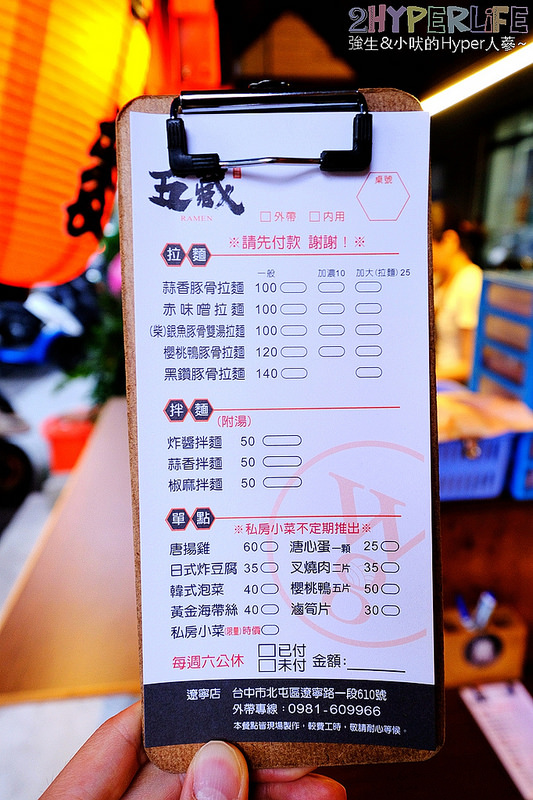 2HYPERLIFE
強生&小吠的Hyper人蔘~
五藏
RAMEN
桌號
□外帶 □內用
※請先付款 謝謝！※
拉麵
一般 加濃10 加大(拉麵)25
蒜香豚骨拉麵 100
赤味噌拉麵 100
(柴)銀魚豚骨雙湯拉麵 100
櫻桃鴨豚骨拉麵 120
黑鑽豚骨拉麵 140
拌麵(附湯)
炸醬拌麵 50
蒜香拌麵 50
椒麻拌麵 50
單點
※私房小菜不定期推出※
唐揚雞 60 溏心蛋一顆 25
日式炸豆腐 35 叉燒肉二片 35
韓式泡菜 40 櫻桃鴨五片 50
黃金海帶絲 40 滷筍片 30
私房小菜(限量)時價
每週六公休 □已付 □未付 金額:
遼寧店 台中市北屯區遼寧路一段610號
外帶專線：0981-609966
本餐點皆現場製作，較費工時，敬請耐心等候。